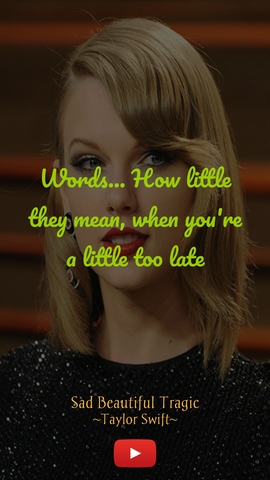 Words... How little
they mean, when you're
a little too late
Sad Beautiful Tragic
~Taylor Swift~